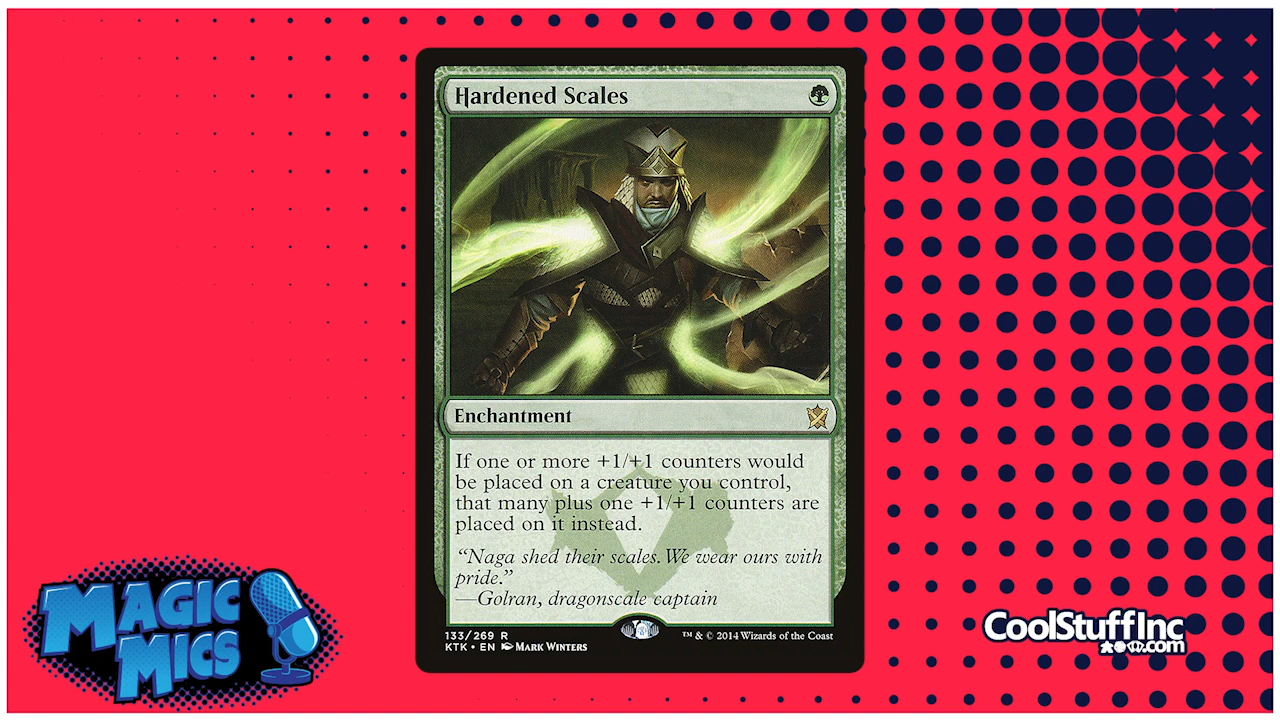 Hardened Scales
Enchantment
If one or more +1/+1 counters would
be placed on a creature you control,
that many plus one +1/+1 counters are
placed on it instead.
“Naga shed their scales. We wear ours with
pride.”
—Golran, dragonscale captain
133/269 R
KTK • EN Mark Winters
™ & © 2014 Wizards of the Coast
MAGIC
MICS
CoolStuffInc
.com